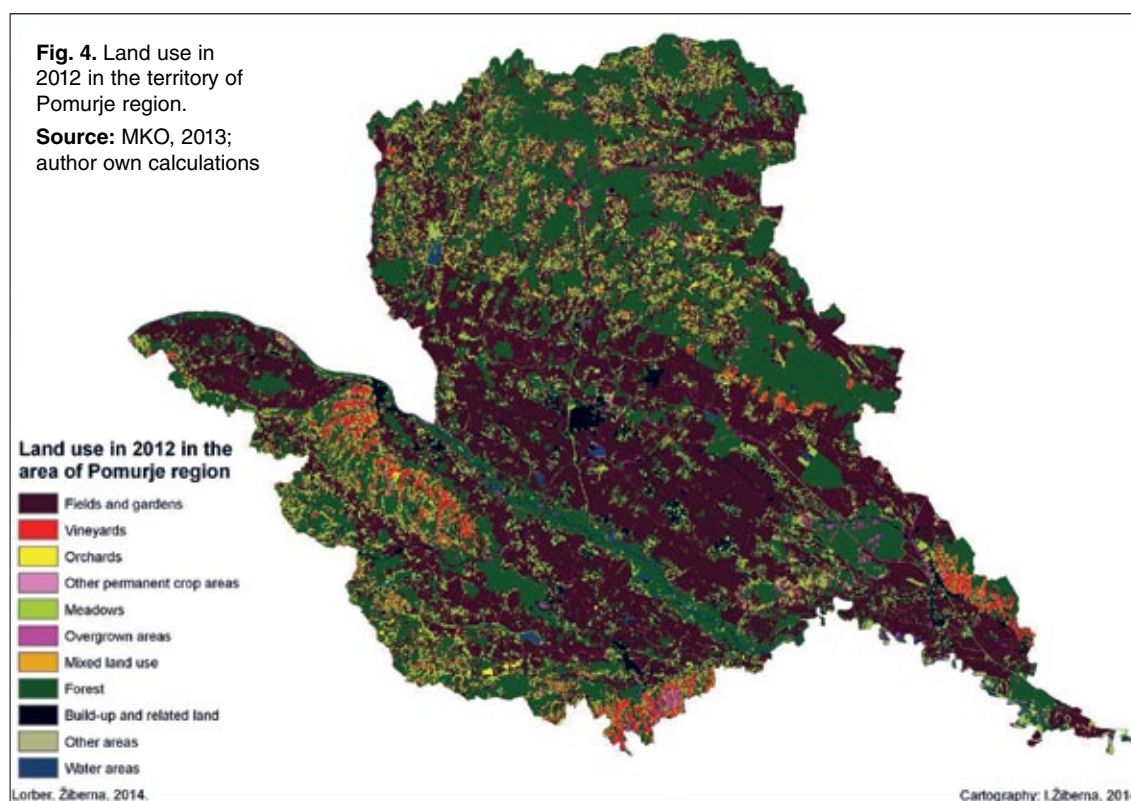 Fig. 4. Land use in
2012 in the territory of
Pomurje region.
Source: MKO, 2013;
author own calculations
Land use in 2012 in the
area of Pomurje region
Fields and gardens
Vineyards
Orchards
Other permanent crop areas
Meadows
Overgrown areas
Mixed land use
Forest
Build-up and related land
Other areas
Water areas
Lorber, Žiberna, 2014.
Cartography: I.Žiberna,